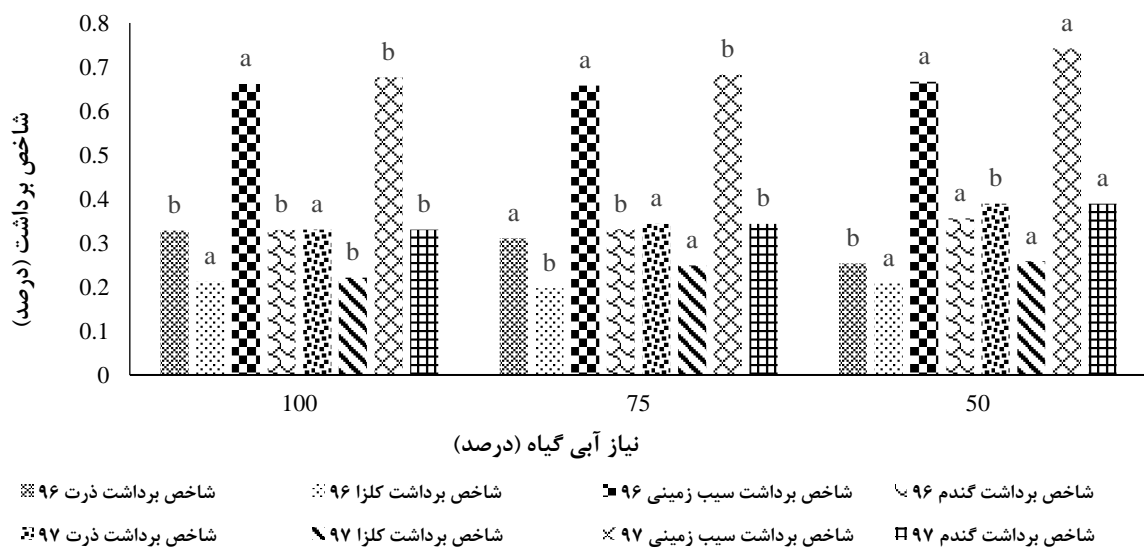 0.8
0.7
0.6
0.5
0.4
0.3
0.2
0.1
0
شاخص برداشت (درصد)
b a a b a b b b
a b a b a a b b
b a a a b a a a
100 75 50
نیاز آبی گیاه (درصد)
شاخص برداشت ذرت ۹۶ شاخص برداشت کلزا ۹۶ شاخص برداشت سیب زمینی ۹۶ شاخص برداشت گندم ۹۶
شاخص برداشت ذرت ۹۷ شاخص برداشت کلزا ۹۷ شاخص برداشت سیب زمینی ۹۷ شاخص برداشت گندم ۹۷